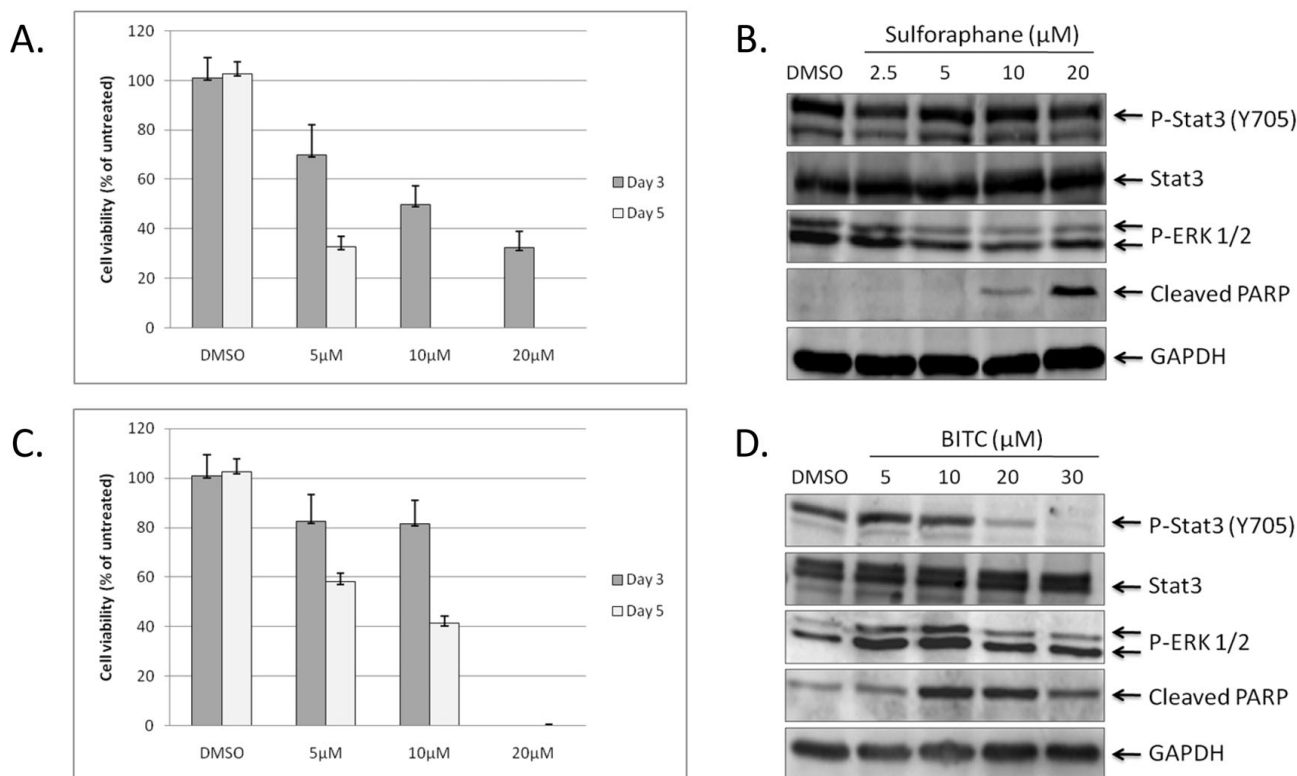 A.
Cell viability (% of untreated)
120
100
80
60
40
20
0
DMSO 5µM 10µM 20µM
Day 3
Day 5
B.
Sulforaphane (µM)
DMSO 2.5 5 10 20
P-Stat3 (Y705)
Stat3
P-ERK 1/2
Cleaved PARP
GAPDH
C.
Cell viability (% of untreated)
120
100
80
60
40
20
0
DMSO 5µM 10µM 20µM
Day 3
Day 5
D.
BITC (µM)
DMSO 5 10 20 30
P-Stat3 (Y705)
Stat3
P-ERK 1/2
Cleaved PARP
GAPDH